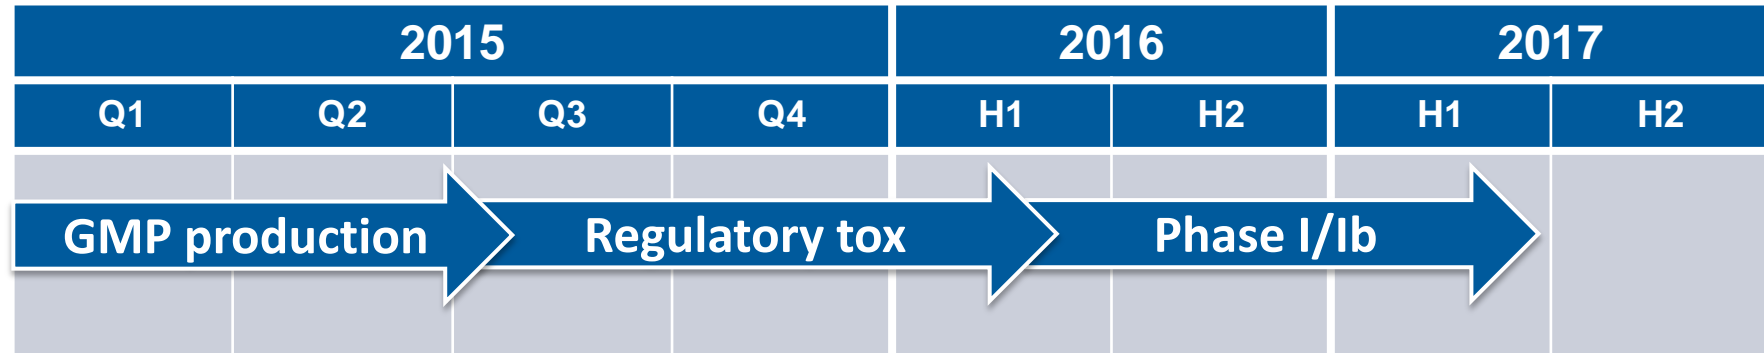 2015 2016 2017
Q1 Q2 Q3 Q4 H1 H2 H1 H2
GMP production Regulatory tox Phase I/Ib